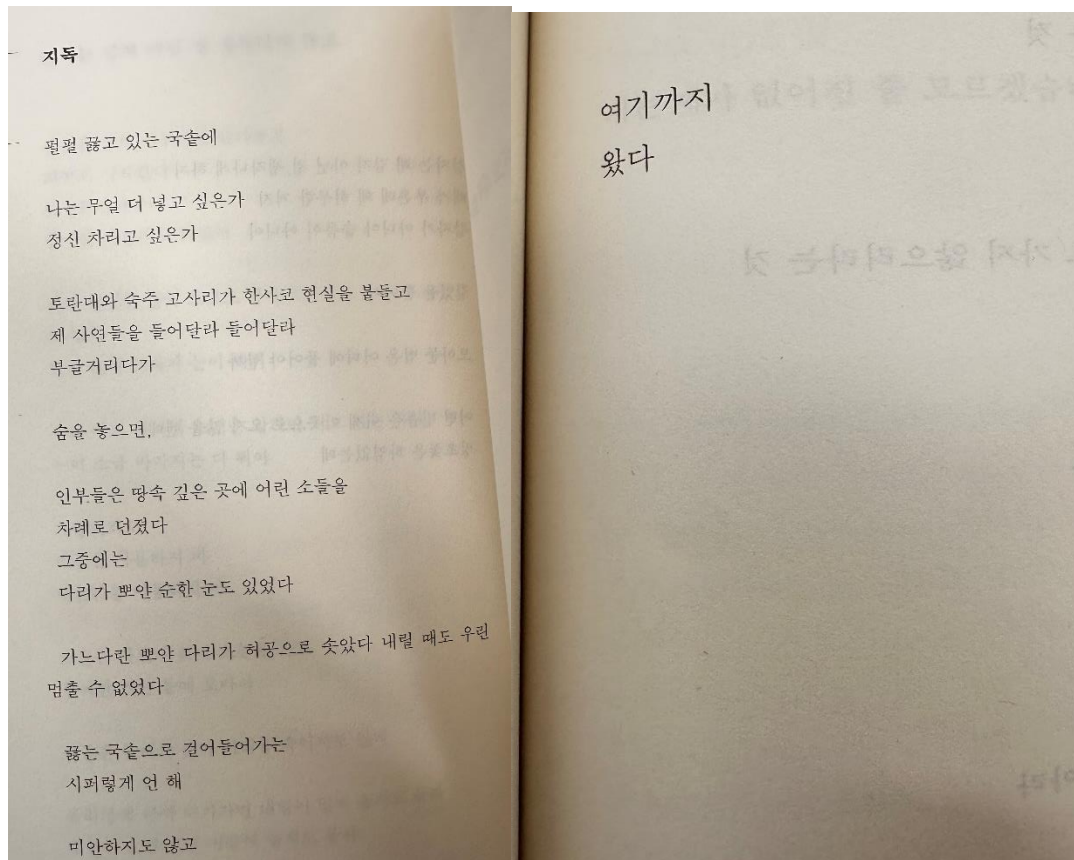 지독
펄펄 끓고 있는 국솥에
나는 무얼 더 넣고 싶은가
정신 차리고 싶은가
토란대와 숙주 고사리가 한사코 현실을 붙들고
제 사연들을 들어달라 들어달라
부글거리다가
숨을 놓으면,
인부들은 땅속 깊은 곳에 어린 소들을
차례로 던졌다
그중에는
다리가 뽀얀 순한 눈도 있었다
가느다란 뽀얀 다리가 허공으로 솟았다 내릴 때도 우린
멈출 수 없었다
끓는 국솥으로 걸어들어가는
시퍼렇게 언 해
미안하지도 않고
여기까지
왔다